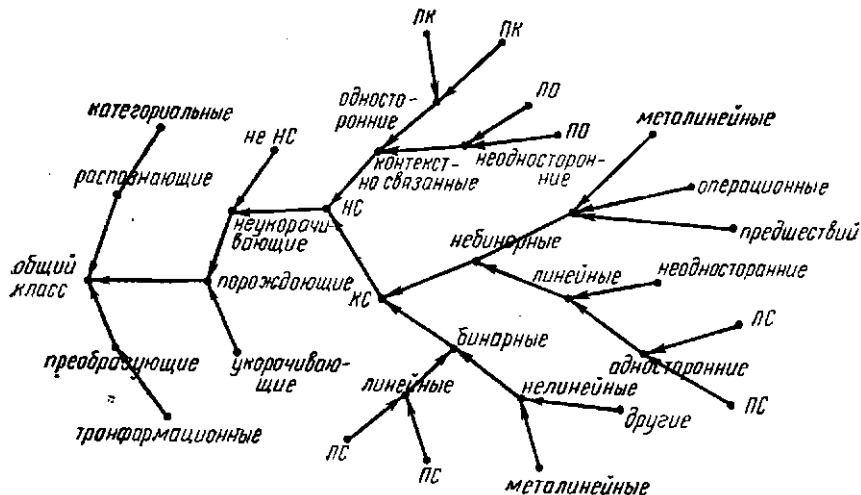 ПК
ПК
односто-
ронние
ПО
ПО
неодносторон-
ние
контекст-
но связанные
категориальные
не НС
распознающие
НС
неукорачи-
вающие
общий
класс
порождающие
преобразующие
укорачиваю-
щие
транформационные
металинейные
операционные
предшествий
небинарные
неодносторанние
линейные
КС
ПС
односторонние
ПС
бинарные
линейные
нелинейные
другие
ПС
ПС
металинейные